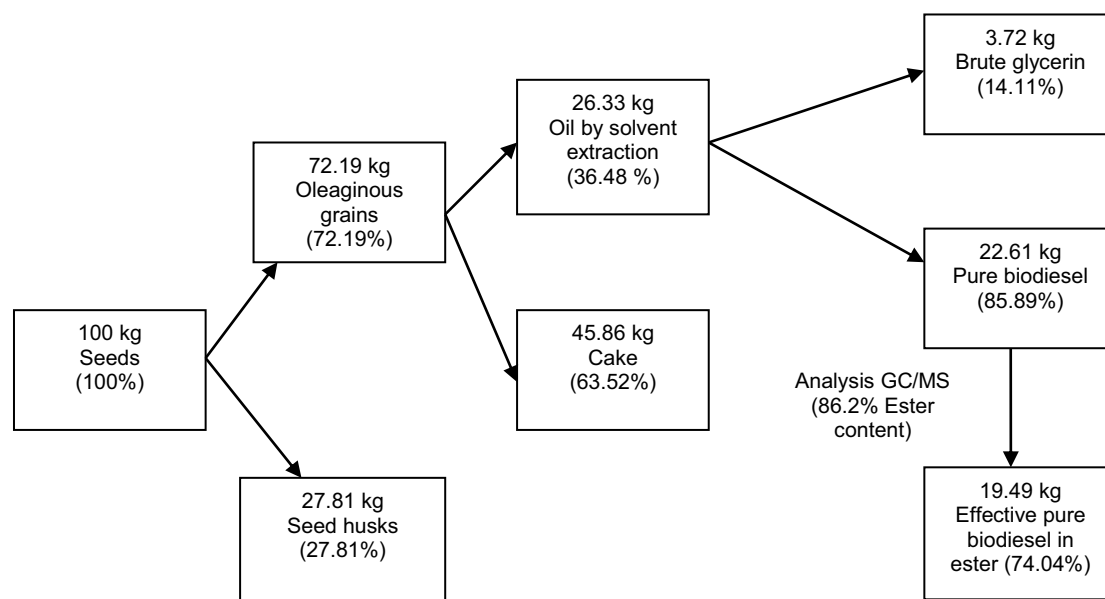 100 kg
Seeds
(100%)
72.19 kg
Oleaginous
grains
(72.19%)
27.81 kg
Seed husks
(27.81%)
26.33 kg
Oil by solvent
extraction
(36.48 %)
45.86 kg
Cake
(63.52%)
3.72 kg
Brute glycerin
(14.11%)
22.61 kg
Pure biodiesel
(85.89%)
Analysis GC/MS
(86.2% Ester
content)
19.49 kg
Effective pure
biodiesel in
ester (74.04%)